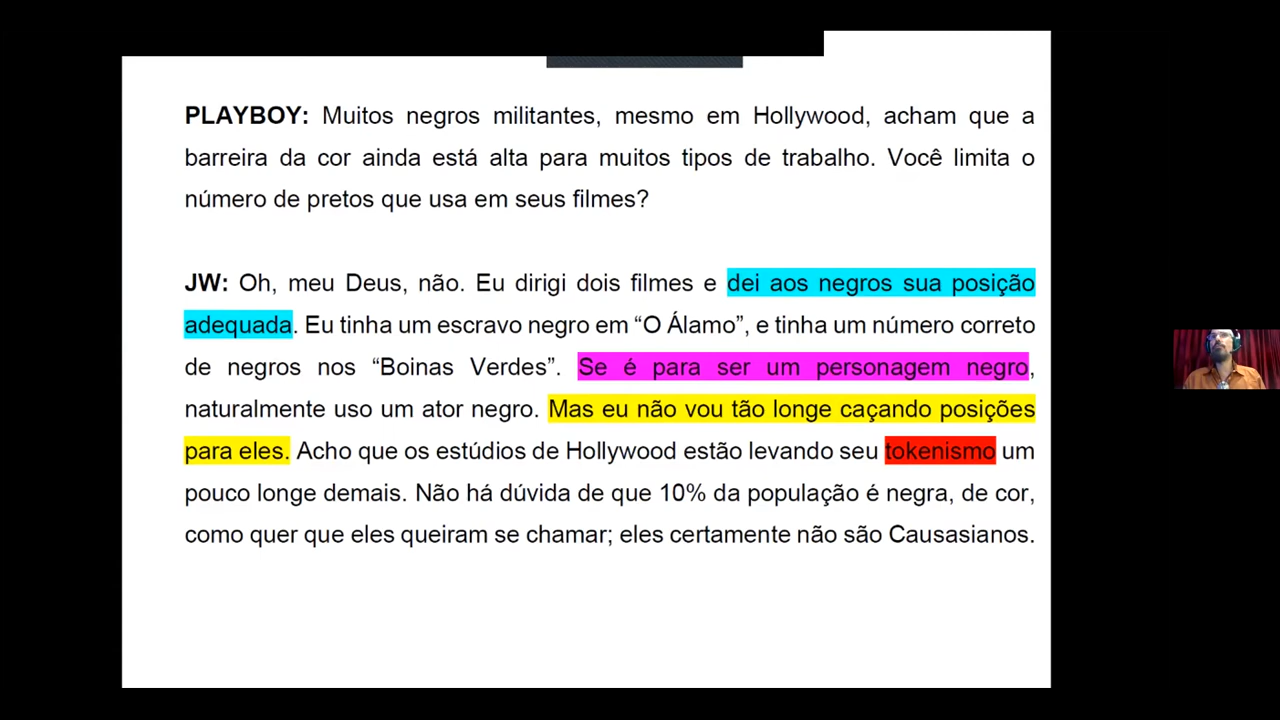 PLAYBOY: Muitos negros militantes, mesmo em Hollywood, acham que a
barreira da cor ainda está alta para muitos tipos de trabalho. Você limita o
número de pretos que usa em seus filmes?
JW: Oh, meu Deus, não. Eu dirigi dois filmes e dei aos negros sua posição
adequada. Eu tinha um escravo negro em “O Álamo”, e tinha um número correto
de negros nos “Boinas Verdes”. Se é para ser um personagem negro,
naturalmente uso um ator negro. Mas eu não vou tão longe caçando posições
para eles. Acho que os estúdios de Hollywood estão levando seu tokenismo um
pouco longe demais. Não há dúvida de que 10% da população é negra, de cor,
como quer que eles queiram se chamar; eles certamente não são Causasianos.